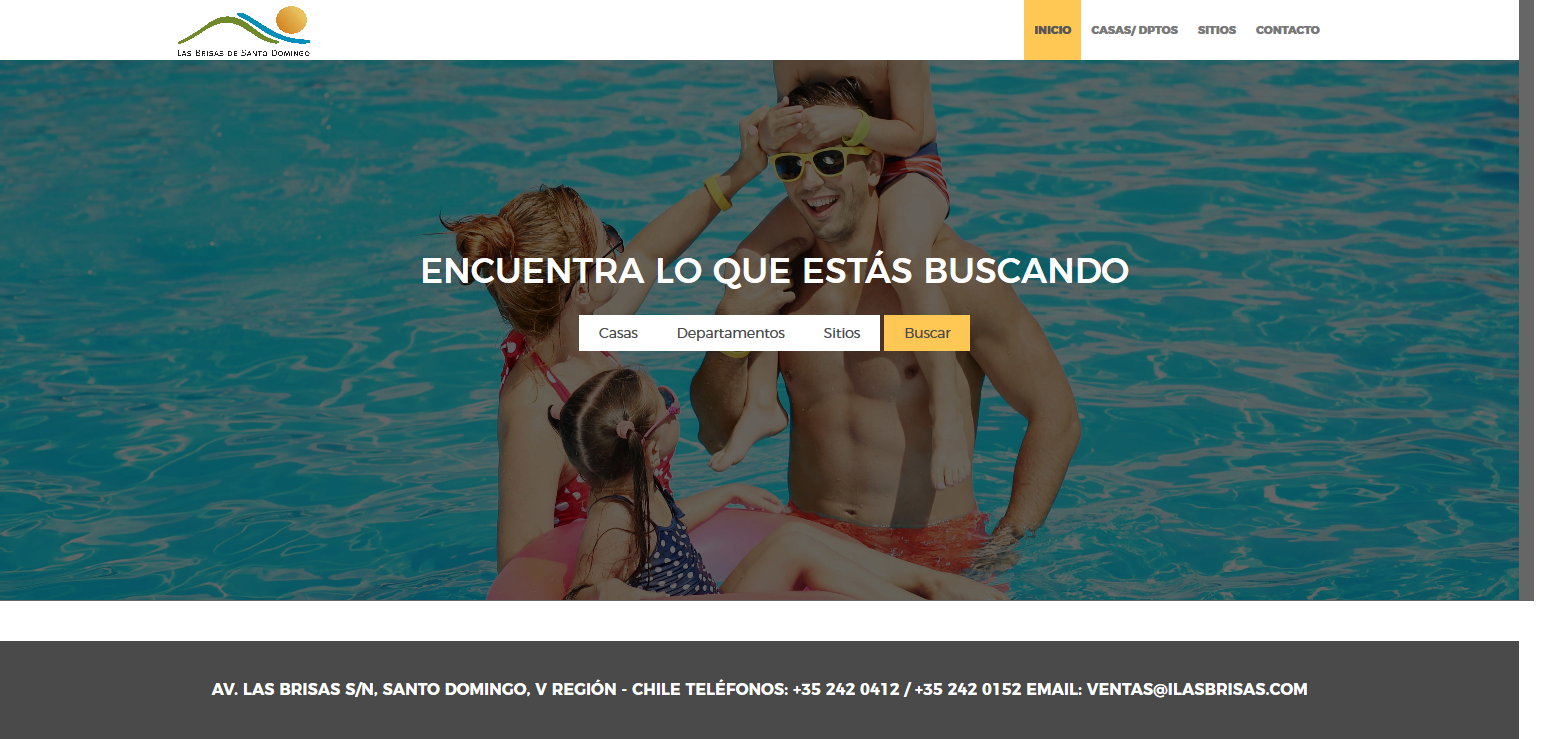 LAS BRISAS DE SANTO DOMINGO
INICIO CASAS/ DPTOS SITIOS CONTACTO
ENCUENTRA LO QUE ESTÁS BUSCANDO
Casas Departamentos Sitios Buscar
AV. LAS BRISAS S/N, SANTO DOMINGO, V REGIÓN - CHILE TELÉFONOS: +35 242 0412 / +35 242 0152 EMAIL: VENTAS@ILASBRISAS.COM